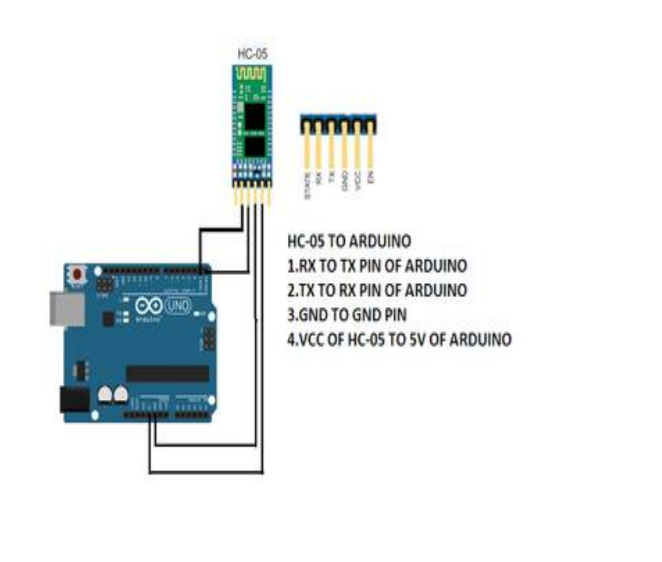 HC-05
STATE
RX
TX
GND
VCC
EN
HC-05 TO ARDUINO
1.RX TO TX PIN OF ARDUINO
2.TX TO RX PIN OF ARDUINO
3.GND TO GND PIN
4.VCC OF HC-05 TO 5V OF ARDUINO
UNO
Arduino